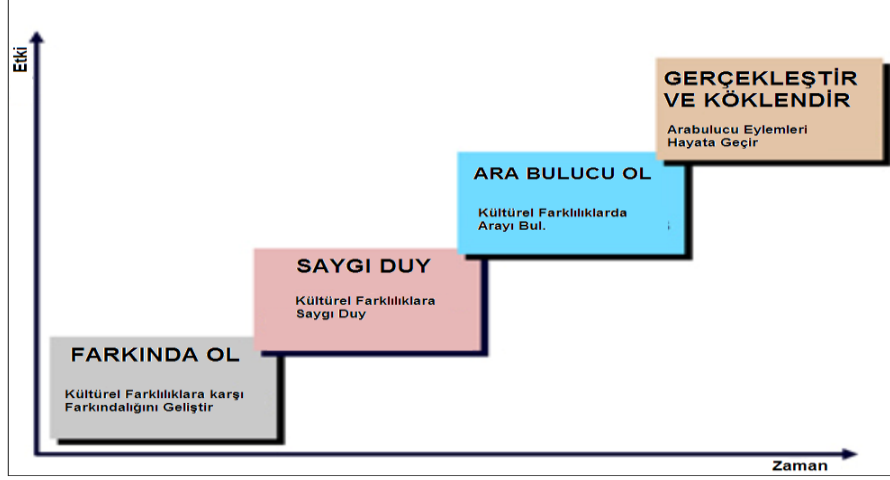 Etki
GERÇEKLEŞTİR
VE KÖKLENDİR
Arabulucu Eylemleri
Hayata Geçir
ARA BULUCU OL
Kültürel Farklılıklarda
Arayı Bul.
SAYGI DUY
Kültürel Farklılıklara
Saygı Duy
FARKINDA OL
Kültürel Farklılıklara karşı
Farkındalığını Geliştir
Zaman